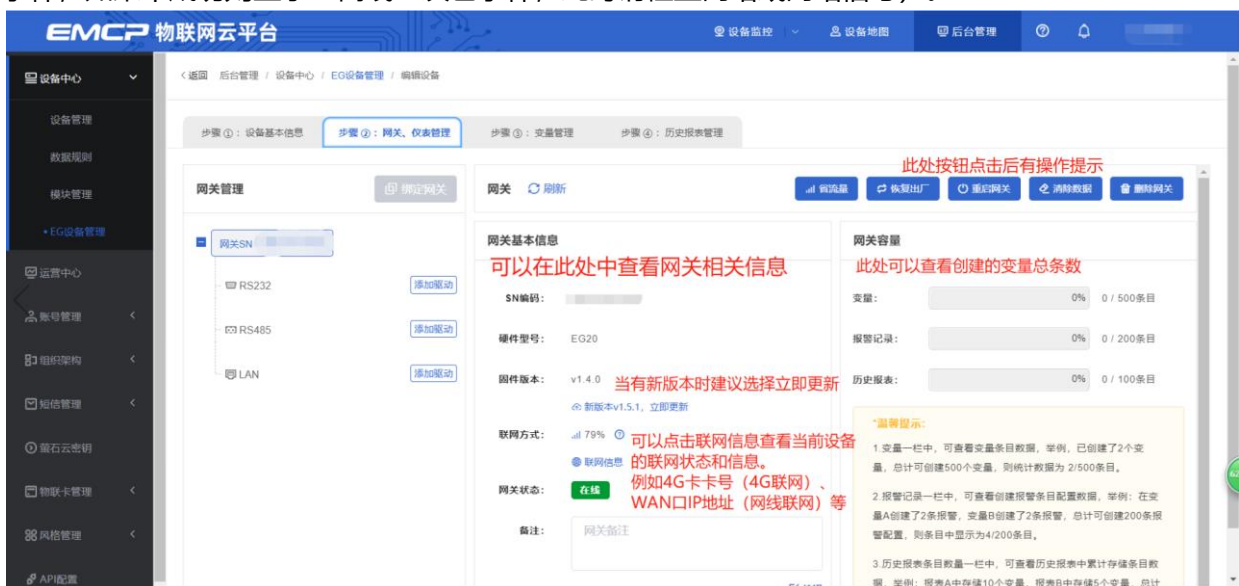 EMCP 物联网云平台
设备监控
设备地图
后台管理
设备中心
设备管理
数据规则
模块管理
•EG设备管理
运营中心
账号管理
组织架构
短信管理
萤石云密钥
物联卡管理
风格管理
API配置
<返回 后台管理 / 设备中心 / EG设备管理 / 编辑设备
步骤①：设备基本信息
步骤②：网关、仪表管理
步骤③：变量管理
步骤④：历史报表管理
此处按钮点击后有操作提示
网关管理
绑定网关
网关 刷新
省流量
恢复出厂
重启网关
清除数据
删除网关
网关SN
RS232 添加驱动
RS485 添加驱动
LAN 添加驱动
网关基本信息
可以在此处中查看网关相关信息
SN编码：
硬件型号： EG20
固件版本： v1.4.0
当有新版本时建议选择立即更新
新版本v1.5.1，立即更新
联网方式： 79%
联网信息
可以点击联网信息查看当前设备
的联网状态和信息。
例如4G卡卡号（4G联网）、
WAN口IP地址（网线联网）等
网关状态： 在线
备注： 网关备注
网关容量
此处可以查看创建的变量总条数
变量： 0% 0 / 500条目
报警记录： 0% 0 / 200条目
历史报表： 0% 0 / 100条目
*温馨提示：
1.变量一栏中，可查看变量条目数据，举例，已创建了2个变
量，总计可创建500个变量，则统计数据为 2/500条目。
2.报警记录一栏中，可查看创建报警条目配置数据，举例：在变
量A创建了2条报警，变量B创建了2条报警，总计可创建200条报
警配置，则条目中显示为4/200条目。
3.历史报表条目数量一栏中，可查看历史报表中累计存储条目数
据，举例：报表A中存储10个变量，报表B中存储5个变量，总计